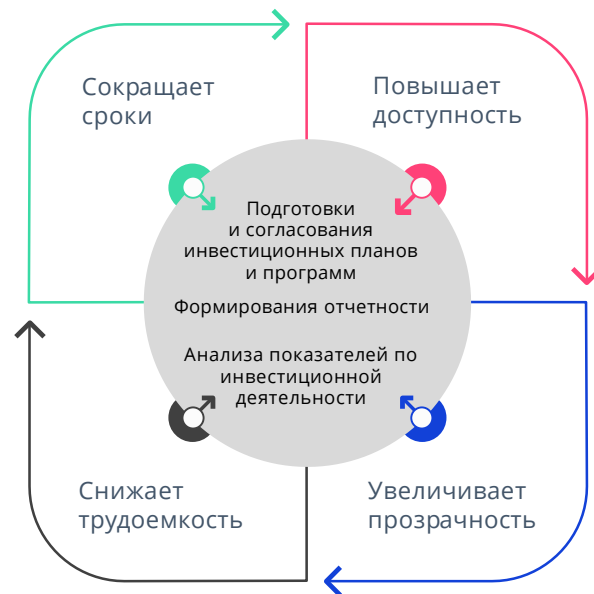 Сокращает
сроки
Повышает
доступность
Подготовки
и согласования
инвестиционных планов
и программ
Формирования отчетности
Анализа показателей по
инвестиционной
деятельности
Снижает
трудоемкость
Увеличивает
прозрачность